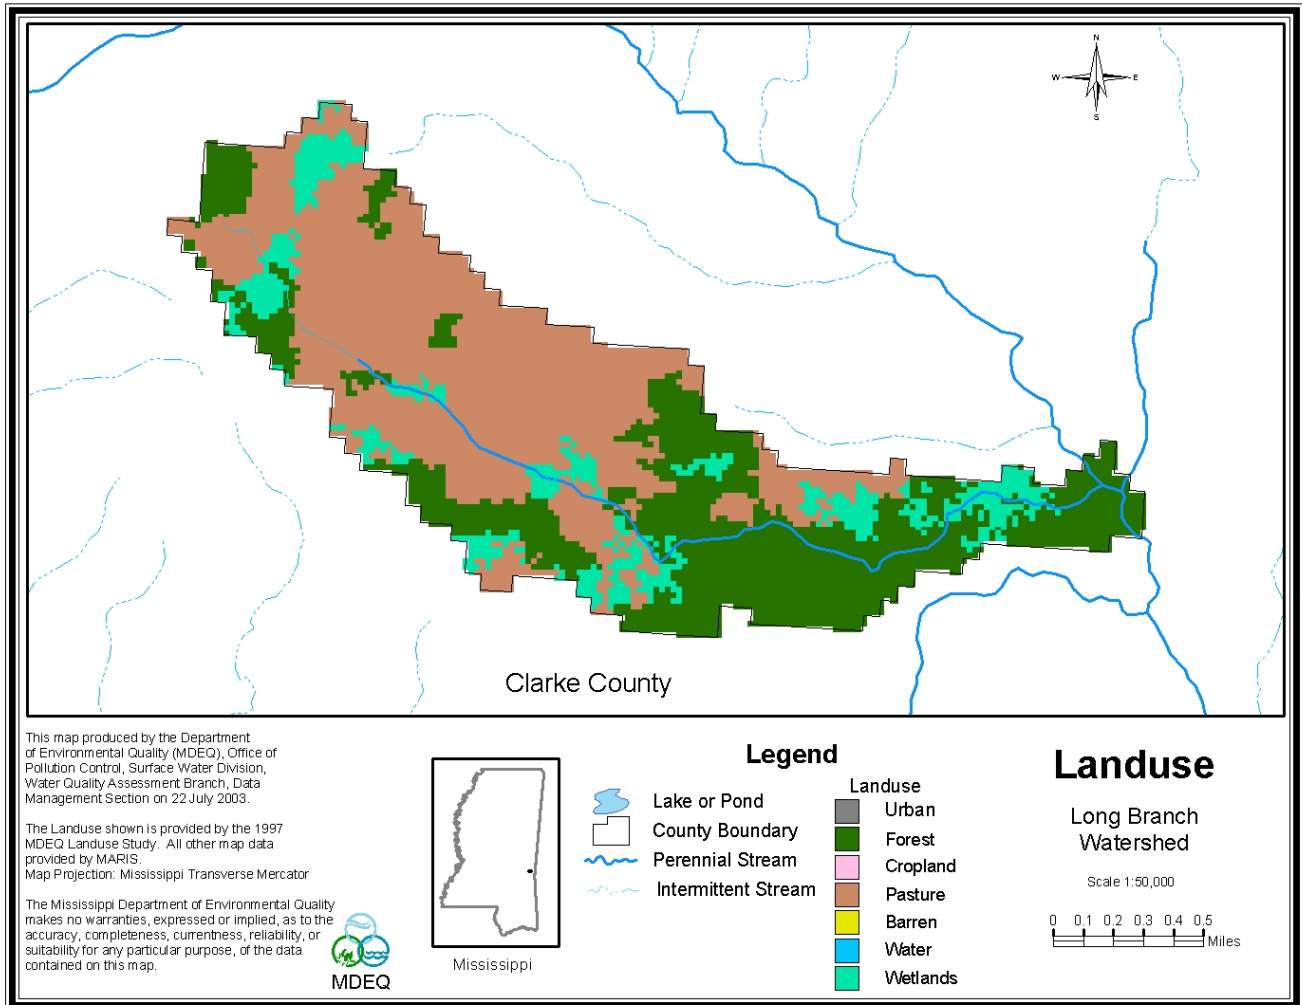 N
W E
S
Clarke County
This map produced by the Department
of Environmental Quality (MDEQ), Office of
Pollution Control, Surface Water Division,
Water Quality Assessment Branch, Data
Management Section on 22 July 2003.
The Landuse shown is provided by the 1997
MDEQ Landuse Study. All other map data
provided by MARIS.
Map Projection: Mississippi Transverse Mercator
The Mississippi Department of Environmental Quality
makes no warranties, expressed or implied, as to the
accuracy, completeness, currentness, reliability, or
suitability for any particular purpose, of the data
contained on this map.
MDEQ
Mississippi
Legend
Lake or Pond
County Boundary
Perennial Stream
Intermittent Stream
Landuse
Urban
Forest
Cropland
Pasture
Barren
Water
Wetlands
Landuse
Long Branch
Watershed
Scale 1:50,000
0 0.1 0.2 0.3 0.4 0.5
Miles